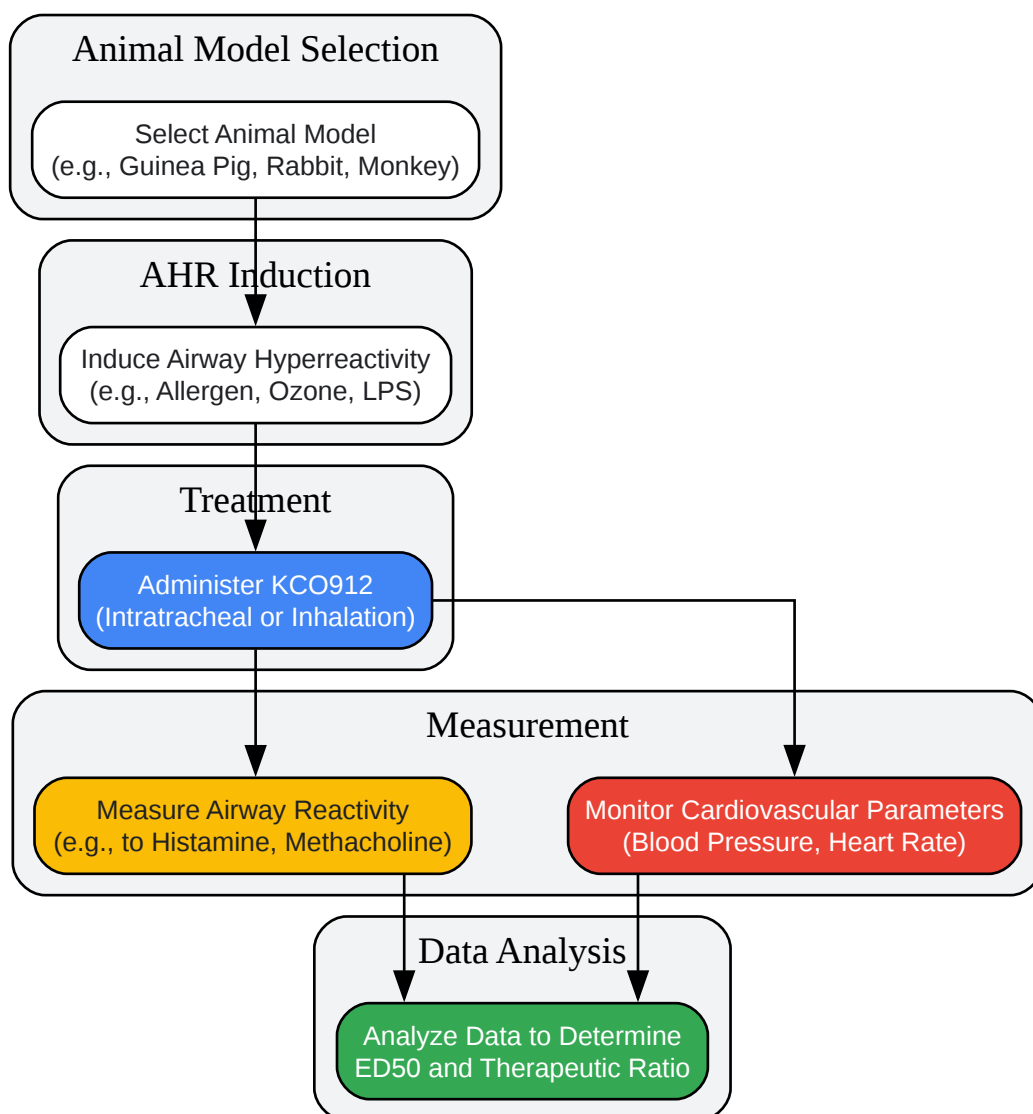 Animal Model Selection
Select Animal Model
(e.g., Guinea Pig, Rabbit, Monkey)
AHR Induction
Induce Airway Hyperreactivity
(e.g., Allergen, Ozone, LPS)
Treatment
Administer KCO912
(Intratracheal or Inhalation)
Measurement
Measure Airway Reactivity
(e.g., to Histamine, Methacholine)
Monitor Cardiovascular Parameters
(Blood Pressure, Heart Rate)
Data Analysis
Analyze Data to Determine
ED50 and Therapeutic Ratio